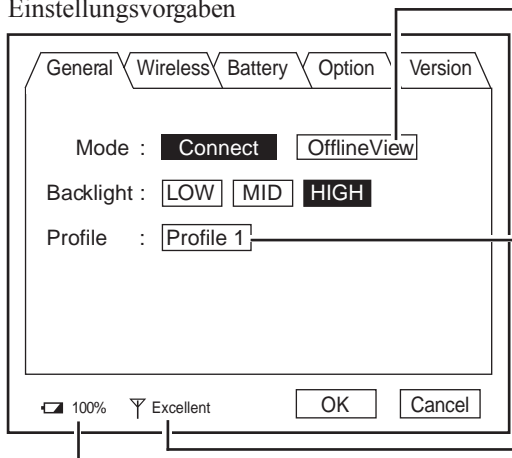 Einstellungsvorgaben
General Wireless Battery Option Version
Mode : Connect OfflineView
Backlight : LOW MID HIGH
Profile : Profile 1
100% Excellent OK Cancel